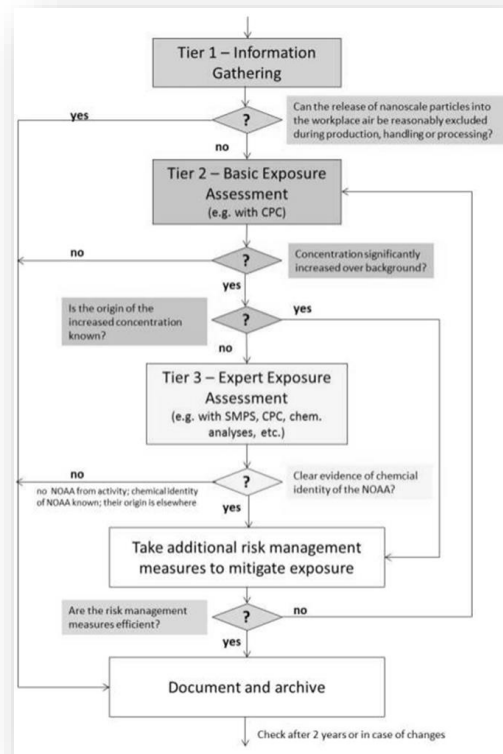 Tier 1 – Information
Gathering
Can the release of nanoscale particles into
the workplace air be reasonably excluded
during production, handling or processing?
yes
?
no
Tier 2 – Basic Exposure
Assessment
(e.g. with CPC)
no
?
Concentration significantly
increased over background?
yes
Is the origin of the
increased concentration
known?
?
yes
no
Tier 3 – Expert Exposure
Assessment
(e.g. with SMPS, CPC, chem.
analyses, etc.)
no
no NOAA from activity; chemical identity
of NOAA known; their origin is elsewhere
?
Clear evidence of chemcial
identity of the NOAA?
yes
Take additional risk management
measures to mitigate exposure
Are the risk management
measures efficient?
?
no
yes
Document and archive
Check after 2 years or in case of changes